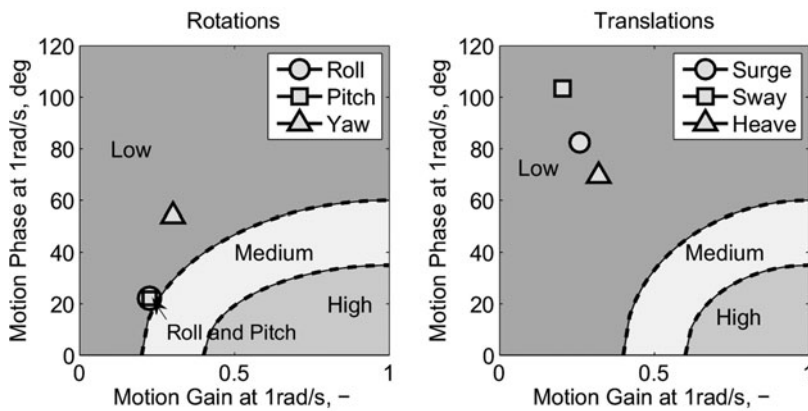 Rotations
Motion Phase at 1rad/s, deg
120
100
80
60
40
20
0
Roll
Pitch
Yaw
Low
Medium
High
Roll and Pitch
0
0.5
1
Motion Gain at 1rad/s, −
Translations
Motion Phase at 1rad/s, deg
120
100
80
60
40
20
0
Surge
Sway
Heave
Low
Medium
High
0
0.5
1
Motion Gain at 1rad/s, −